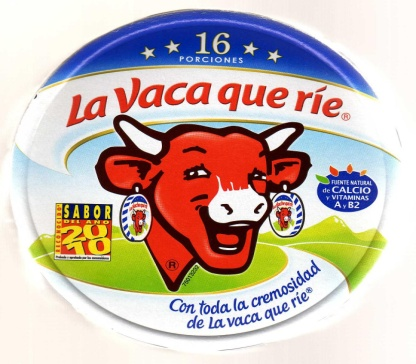 16
PORCIONES
La Vaca que ríe®
FUENTE NATURAL
de CALCIO
y VITAMINAS
A y B2
SABOR
DEL AÑO
2010
®
Con toda la cremosidad
de La vaca que ríe®